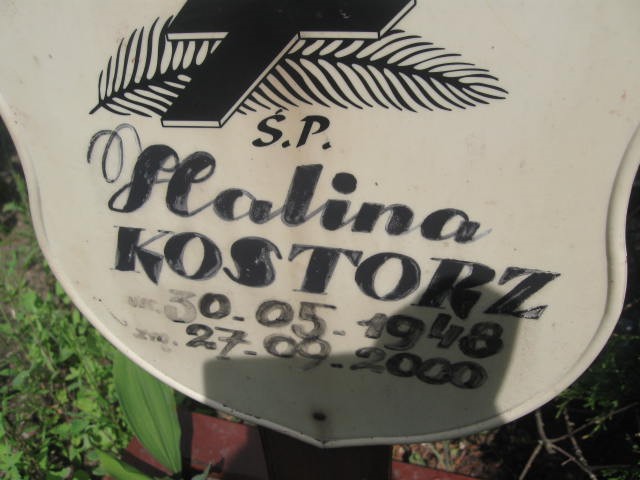 Ś.P.
Halina
KOSTORZ
ur. 30.05.1948
zm. 27.09.2000